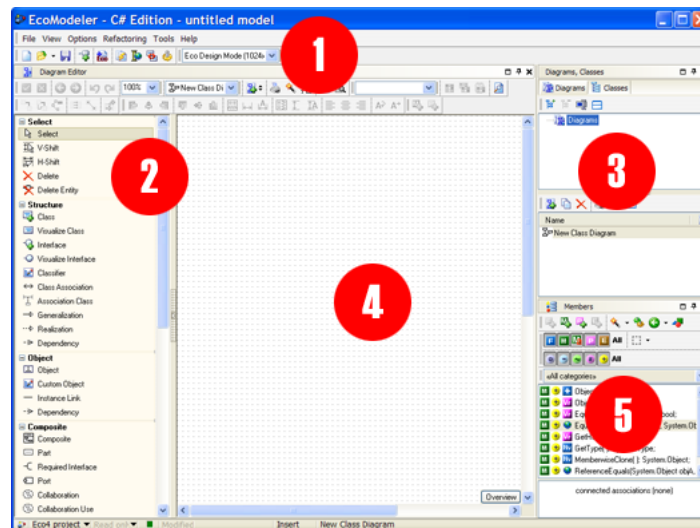 EcoModeler - C# Edition - untitled model
File View Options Refactoring Tools Help
Eco Design Mode (1024
1
Diagram Editor
100%
New Class Di
Select
Select
V-Shift
H-Shift
Delete
Delete Entity
2
Structure
Class
Visualize Class
Interface
Visualize Interface
Classifier
Class Association
Association Class
Generalization
Realization
Dependency
Object
Object
Custom Object
Instance Link
Dependency
Composite
Composite
Part
Required Interface
Port
Collaboration
Collaboration Use
4
Overview
Diagrams, Classes
Diagrams Classes
Diagrams
3
Name
New Class Diagram
Members
All
All
<All categories>
5
MemberwiseClone( ): System.Object;
ReferenceEquals(System.Object objA,
connected associations (none)
Eco4 project Read only Modified Insert New Class Diagram